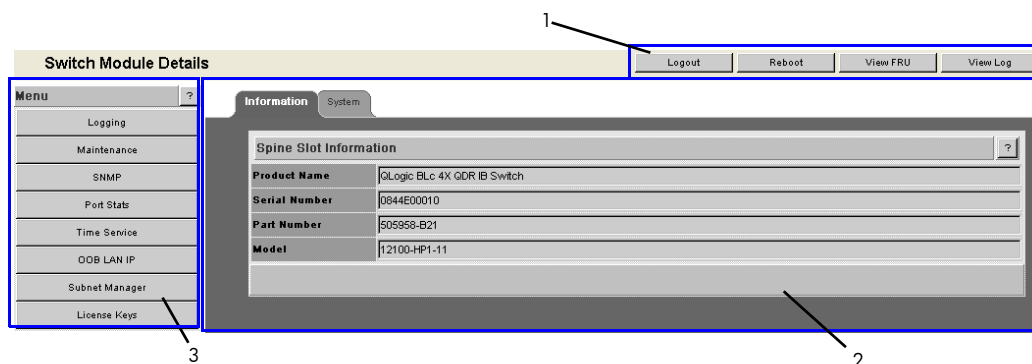 1
Switch Module Details
Logout Reboot View FRU View Log
Menu ?
Logging
Maintenance
SNMP
Port Stats
Time Service
OOB LAN IP
Subnet Manager
License Keys
Information System
Spine Slot Information ?
Product Name QLogic BLc 4X QDR IB Switch
Serial Number 0844E00010
Part Number 505958-B21
Model 12100-HP1-11
3
2